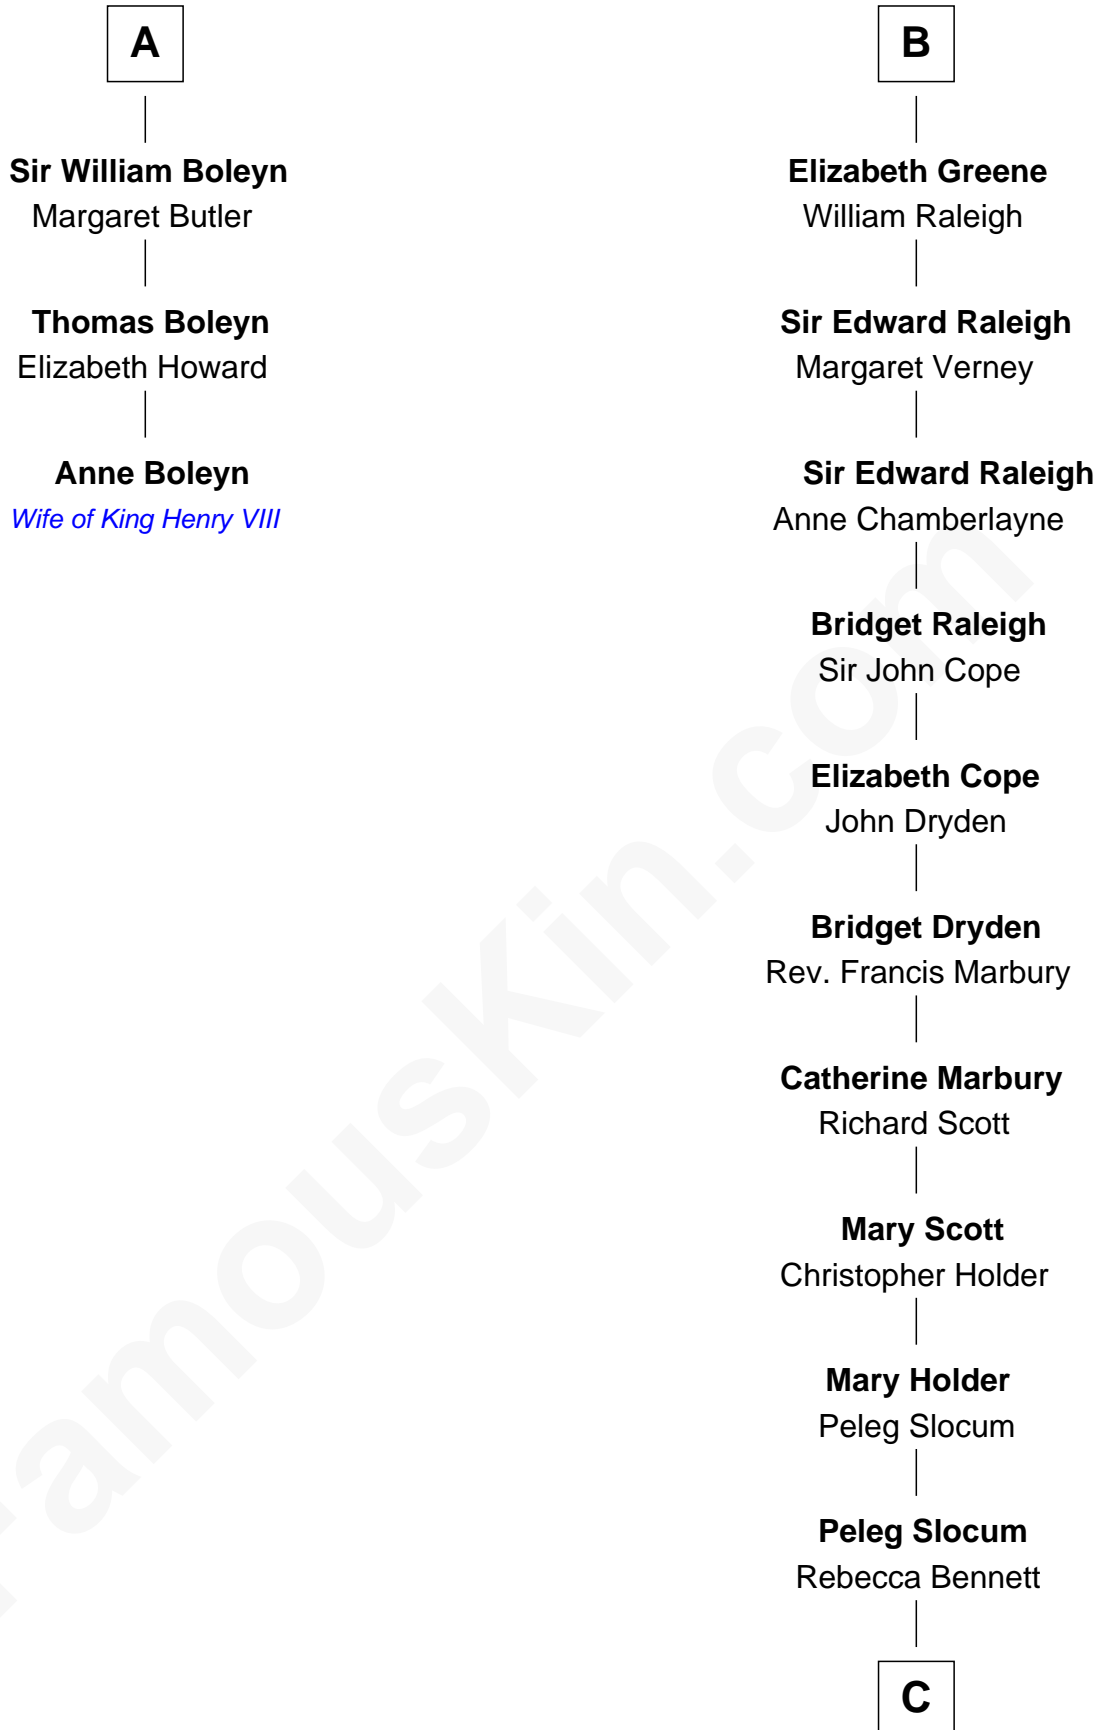 A
Sir William Boleyn
Margaret Butler
Thomas Boleyn
Elizabeth Howard
Anne Boleyn
Wife of King Henry VIII
B
Elizabeth Greene
William Raleigh
Sir Edward Raleigh
Margaret Verney
Sir Edward Raleigh
Anne Chamberlayne
Bridget Raleigh
Sir John Cope
Elizabeth Cope
John Dryden
Bridget Dryden
Rev. Francis Marbury
Catherine Marbury
Richard Scott
Mary Scott
Christopher Holder
Mary Holder
Peleg Slocum
Peleg Slocum
Rebecca Bennett
C
FamousKin.com